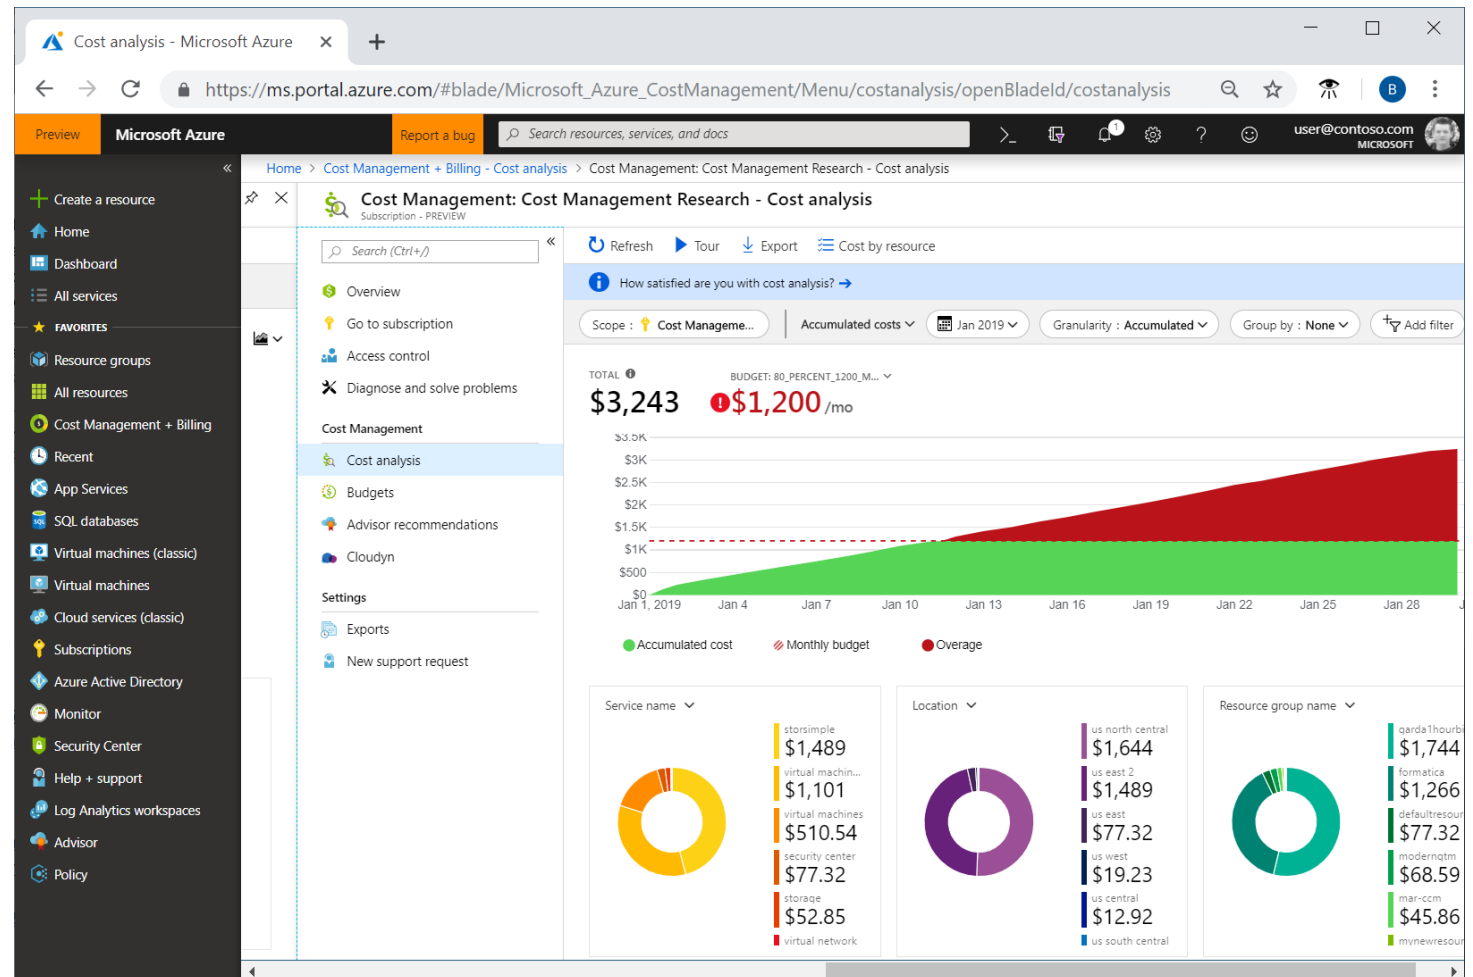 Cost analysis - Microsoft Azure
https://ms.portal.azure.com/#blade/Microsoft_Azure_CostManagement/Menu/costanalysis/openBladeId/costanalysis
B
Preview
Microsoft Azure
Report a bug
Search resources, services, and docs
1
user@contoso.com
MICROSOFT
Home > Cost Management + Billing - Cost analysis > Cost Management: Cost Management Research - Cost analysis
Create a resource
Home
Dashboard
All services
FAVORITES
Resource groups
All resources
Cost Management + Billing
Recent
App Services
SQL databases
Virtual machines (classic)
Virtual machines
Cloud services (classic)
Subscriptions
Azure Active Directory
Monitor
Security Center
Help + support
Log Analytics workspaces
Advisor
Policy
Cost Management: Cost Management Research - Cost analysis
Subscription - PREVIEW
Search (Ctrl+/)
Overview
Go to subscription
Access control
Diagnose and solve problems
Cost Management
Cost analysis
Budgets
Advisor recommendations
Cloudyn
Settings
Exports
New support request
Refresh
Tour
Export
Cost by resource
How satisfied are you with cost analysis?
Scope : Cost Manageme...
Accumulated costs
Jan 2019
Granularity : Accumulated
Group by : None
Add filter
TOTAL
$3,243
BUDGET: 80_PERCENT_1200_M...
$1,200 /mo
$3.5K
$3K
$2.5K
$2K
$1.5K
$1K
$500
$0
Jan 1, 2019 Jan 4 Jan 7 Jan 10 Jan 13 Jan 16 Jan 19 Jan 22 Jan 25 Jan 28
Accumulated cost
Monthly budget
Overage
Service name
storsimple
$1,489
virtual machin...
$1,101
virtual machines
$510.54
security center
$77.32
storage
$52.85
virtual network
Location
us north central
$1,644
us east 2
$1,489
us east
$77.32
us west
$19.23
us central
$12.92
us south central
Resource group name
qarda1hourbi
$1,744
formatica
$1,266
defaultresour
$77.32
modernqtm
$68.59
mar-ccm
$45.86
mynewresour